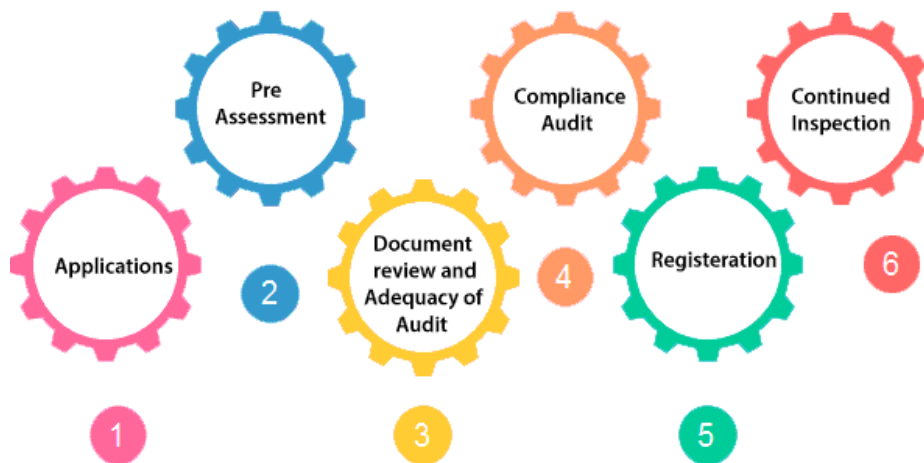 Applications
1
Pre
Assessment
2
Document
review and
Adequacy of
Audit
3
Compliance
Audit
4
Registeration
5
Continued
Inspection
6